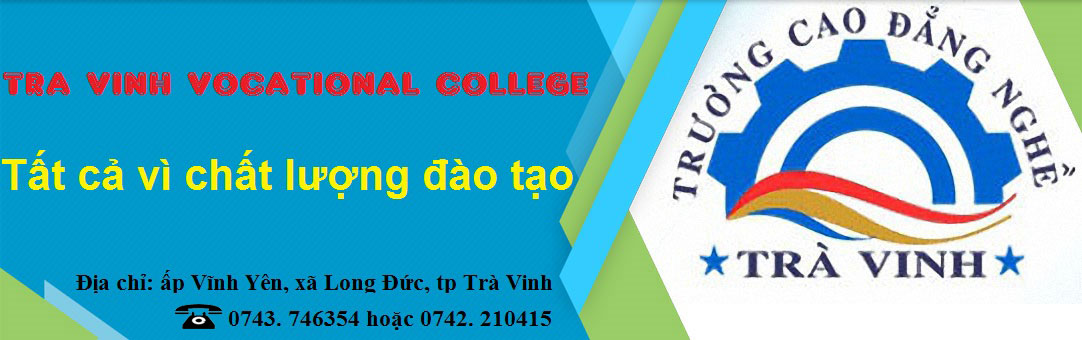 TRA VINH VOCATIONAL COLLEGE
Tất cả vì chất lượng đào tạo
Địa chỉ: ấp Vĩnh Yên, xã Long Đức, tp Trà Vinh
0743. 746354 hoặc 0742. 210415
TRƯỜNG CAO ĐẲNG NGHỀ
TRÀ VINH